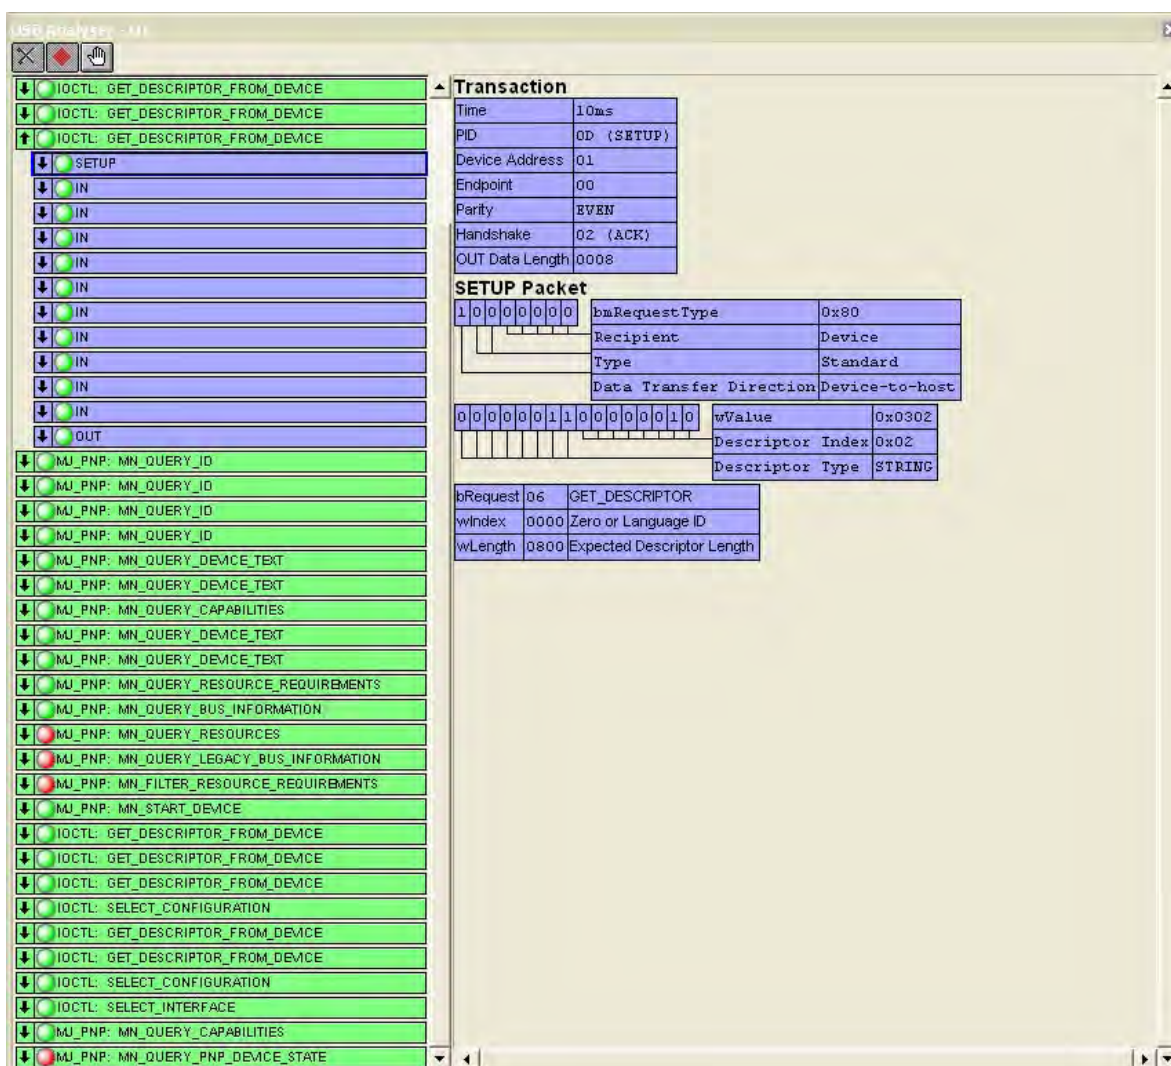 USB Analyser - U1
IOCTL: GET_DESCRIPTOR_FROM_DEVICE
IOCTL: GET_DESCRIPTOR_FROM_DEVICE
IOCTL: GET_DESCRIPTOR_FROM_DEVICE
SETUP
IN
IN
IN
IN
IN
IN
IN
IN
IN
IN
OUT
MJ_PNP: MN_QUERY_ID
MJ_PNP: MN_QUERY_ID
MJ_PNP: MN_QUERY_ID
MJ_PNP: MN_QUERY_ID
MJ_PNP: MN_QUERY_DEVICE_TEXT
MJ_PNP: MN_QUERY_DEVICE_TEXT
MJ_PNP: MN_QUERY_CAPABILITIES
MJ_PNP: MN_QUERY_DEVICE_TEXT
MJ_PNP: MN_QUERY_DEVICE_TEXT
MJ_PNP: MN_QUERY_RESOURCE_REQUIREMENTS
MJ_PNP: MN_QUERY_BUS_INFORMATION
MJ_PNP: MN_QUERY_RESOURCES
MJ_PNP: MN_QUERY_LEGACY_BUS_INFORMATION
MJ_PNP: MN_FILTER_RESOURCE_REQUIREMENTS
MJ_PNP: MN_START_DEVICE
IOCTL: GET_DESCRIPTOR_FROM_DEVICE
IOCTL: GET_DESCRIPTOR_FROM_DEVICE
IOCTL: GET_DESCRIPTOR_FROM_DEVICE
IOCTL: SELECT_CONFIGURATION
IOCTL: GET_DESCRIPTOR_FROM_DEVICE
IOCTL: GET_DESCRIPTOR_FROM_DEVICE
IOCTL: SELECT_CONFIGURATION
IOCTL: SELECT_INTERFACE
MJ_PNP: MN_QUERY_CAPABILITIES
MJ_PNP: MN_QUERY_PNP_DEVICE_STATE
Transaction
Time 10ms
PID 0D (SETUP)
Device Address 01
Endpoint 00
Parity EVEN
Handshake 02 (ACK)
OUT Data Length 0008
SETUP Packet
1 0 0 0 0 0 0 0 bmRequestType 0x80
Recipient Device
Type Standard
Data Transfer Direction Device-to-host
0 0 0 0 0 0 1 1 0 0 0 0 0 0 1 0 wValue 0x0302
Descriptor Index 0x02
Descriptor Type STRING
bRequest 06 GET_DESCRIPTOR
wIndex 0000 Zero or Language ID
wLength 0800 Expected Descriptor Length